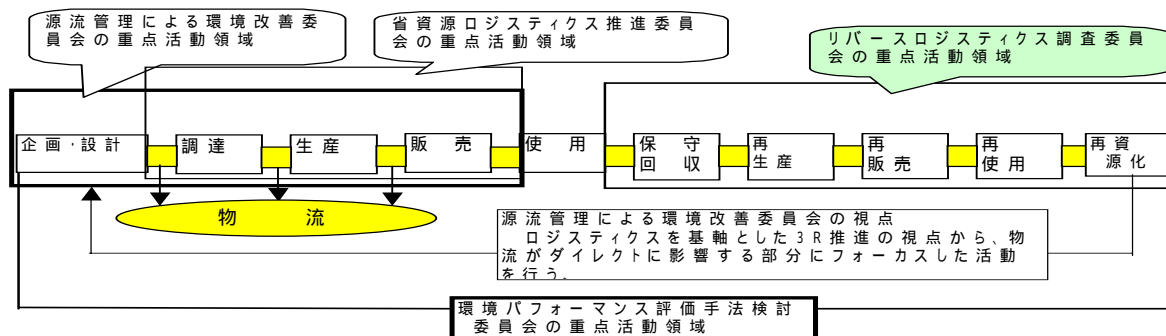 源流管理による環境改善委
員会の重点活動領域
省資源ロジスティクス推進委員
会の重点活動領域
リバースロジスティクス調査委員
会の重点活動領域
企画・設計
調達
生産
販 売
使 用
保 守
回 収
再
生産
再
販売
再
使用
再資
源化
物 流
源流管理による環境改善委員会の視点
ロジスティクスを基軸とした3R推進の視点から、物
流がダイレクトに影響する部分にフォーカスした活動
を行う。
環境パフォーマンス評価手法検討
委員会の重点活動領域